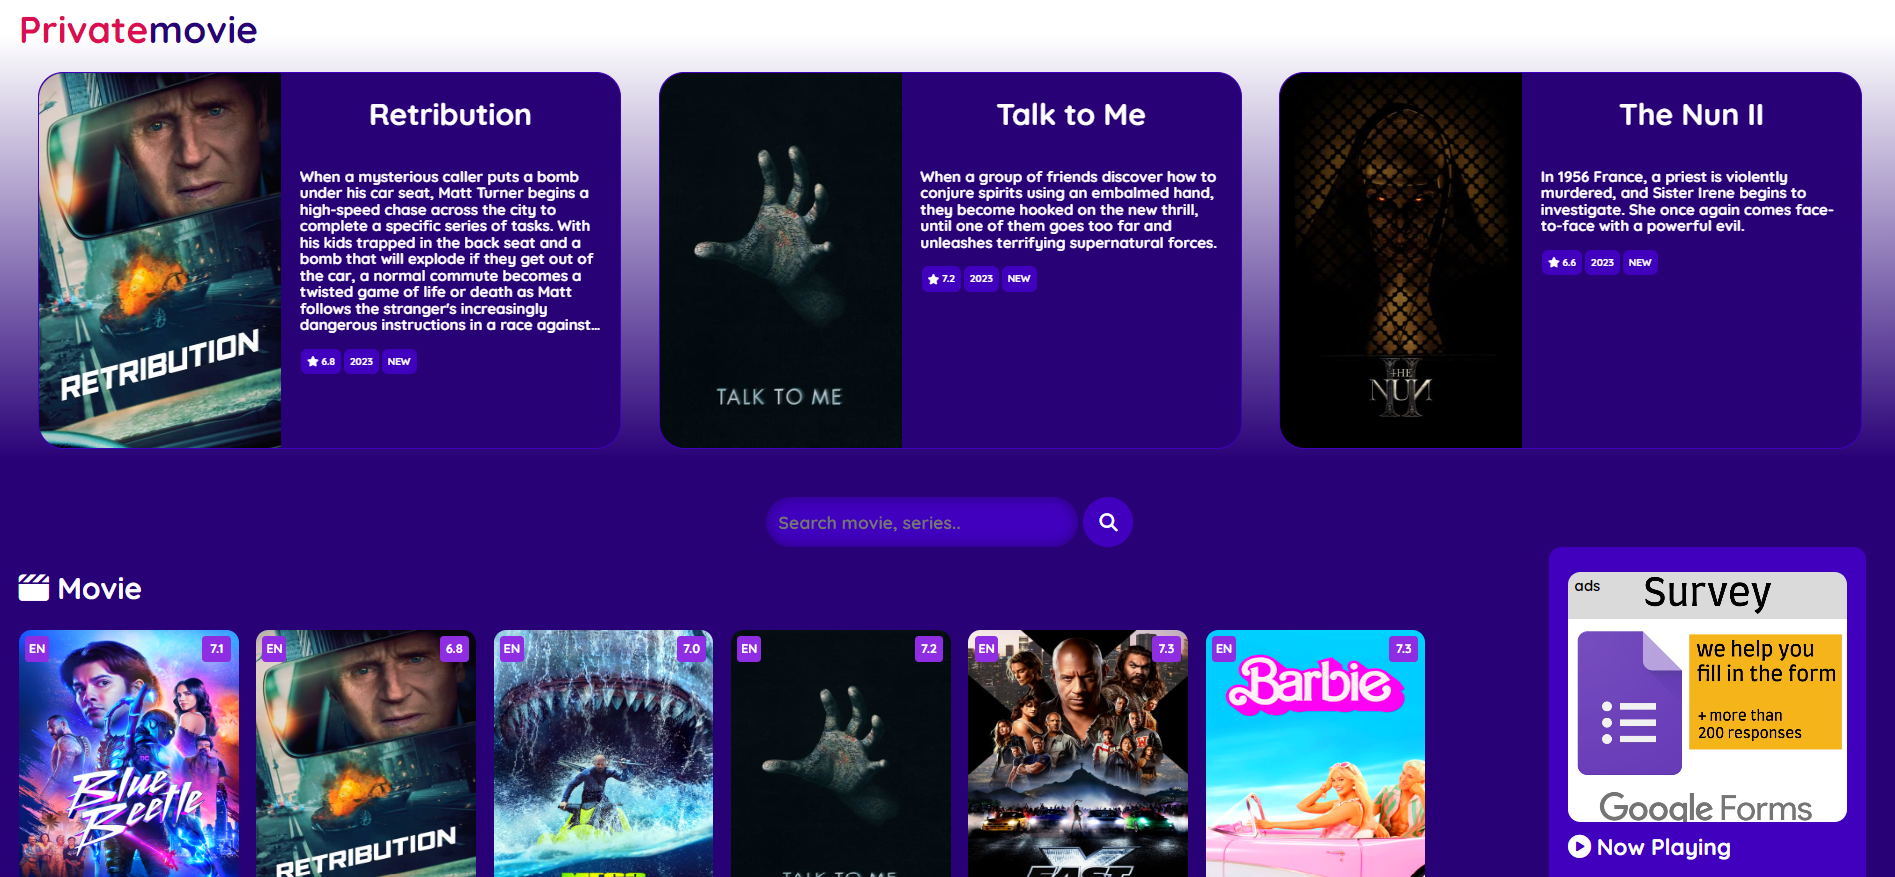 Privatemovie
Retribution
When a mysterious caller puts a bomb
under his car seat, Matt Turner begins a
high-speed chase across the city to
complete a specific series of tasks. With
his kids trapped in the back seat and a
bomb that will explode if they get out of
the car, a normal commute becomes a
twisted game of life or death as Matt
follows the stranger's increasingly
dangerous instructions in a race against...
6.8 2023 NEW
RETRIBUTION
Talk to Me
When a group of friends discover how to
conjure spirits using an embalmed hand,
they become hooked on the new thrill,
until one of them goes too far and
unleashes terrifying supernatural forces.
7.2 2023 NEW
TALK TO ME
The Nun II
In 1956 France, a priest is violently
murdered, and Sister Irene begins to
investigate. She once again comes face-
to-face with a powerful evil.
6.6 2023 NEW
THE
NUN
II
Search movie, series..
Movie
EN 7.1
DC
Blue
Beetle
EN 6.8
RETRIBUTION
EN 7.0
MEG
EN 7.2
TALK TO ME
EN 7.3
X
FAST
EN 7.3
Barbie
ads
Survey
we help you
fill in the form
+ more than
200 responses
Google Forms
Now Playing